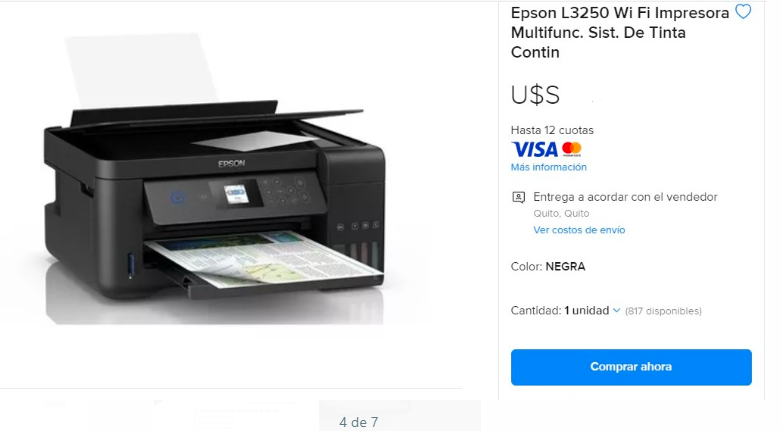 Epson L3250 Wi Fi Impresora
Multifunc. Sist. De Tinta
Contin
U$S
Hasta 12 cuotas
VISA
Más información
EPSON
Entrega a acordar con el vendedor
Quito, Quito
Ver costos de envío
Color: NEGRA
Cantidad: 1 unidad (817 disponibles)
Comprar ahora
4 de 7